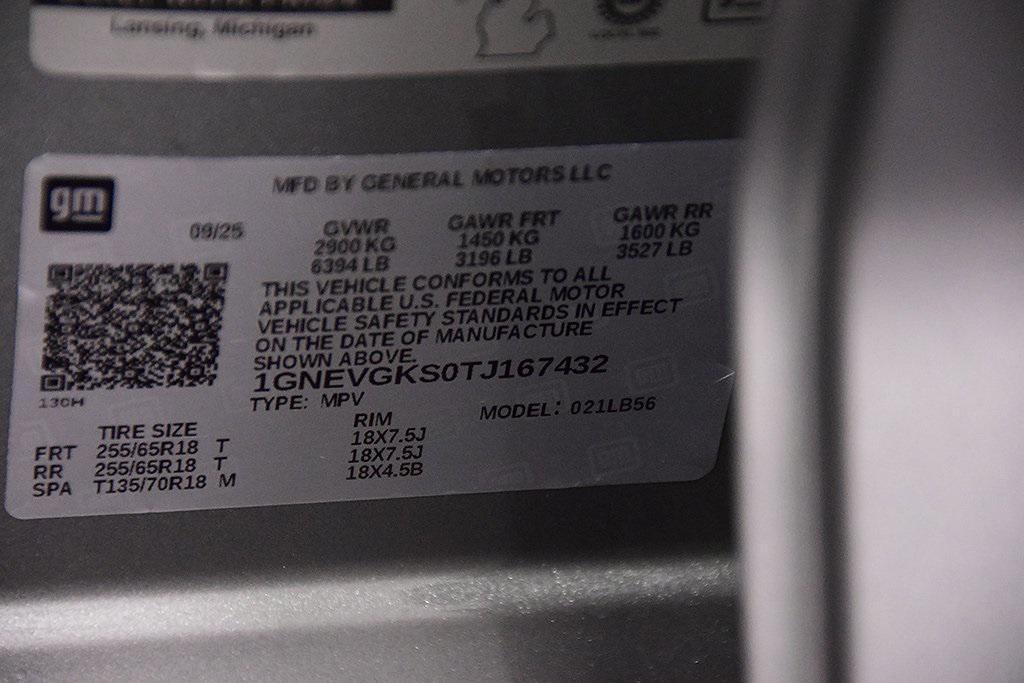 Lansing, Michigan
gm
MFD BY GENERAL MOTORS LLC
09/25 GVWR GAWR FRT GAWR RR
2900 KG 1450 KG 1600 KG
6394 LB 3196 LB 3527 LB
THIS VEHICLE CONFORMS TO ALL
APPLICABLE U.S. FEDERAL MOTOR
VEHICLE SAFETY STANDARDS IN EFFECT
ON THE DATE OF MANUFACTURE
SHOWN ABOVE.
1GNEVGKS0TJ167432
130H
TYPE: MPV MODEL: 021LB56
TIRE SIZE RIM
FRT 255/65R18 T 18X7.5J
RR 255/65R18 T 18X7.5J
SPA T135/70R18 M 18X4.5B